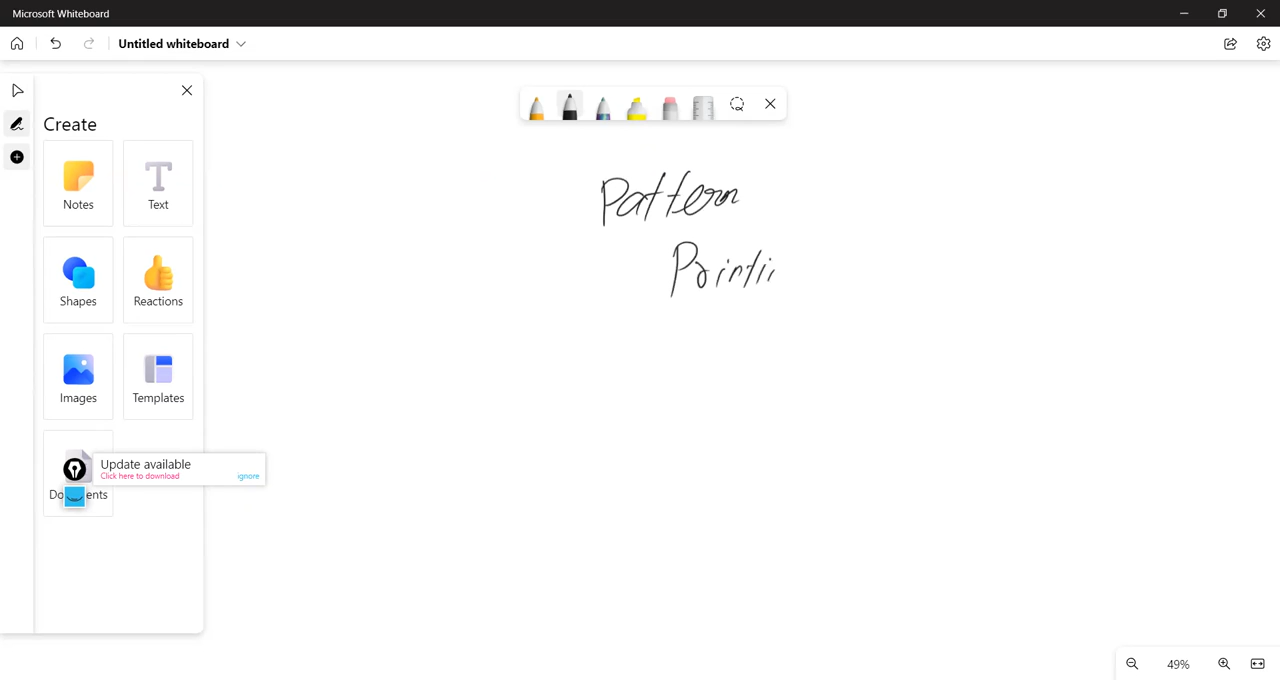 Microsoft Whiteboard
Untitled whiteboard
Create
Notes
Text
Shapes
Reactions
Images
Templates
Update available
Click here to download
ignore
Pattern
Printi
49%